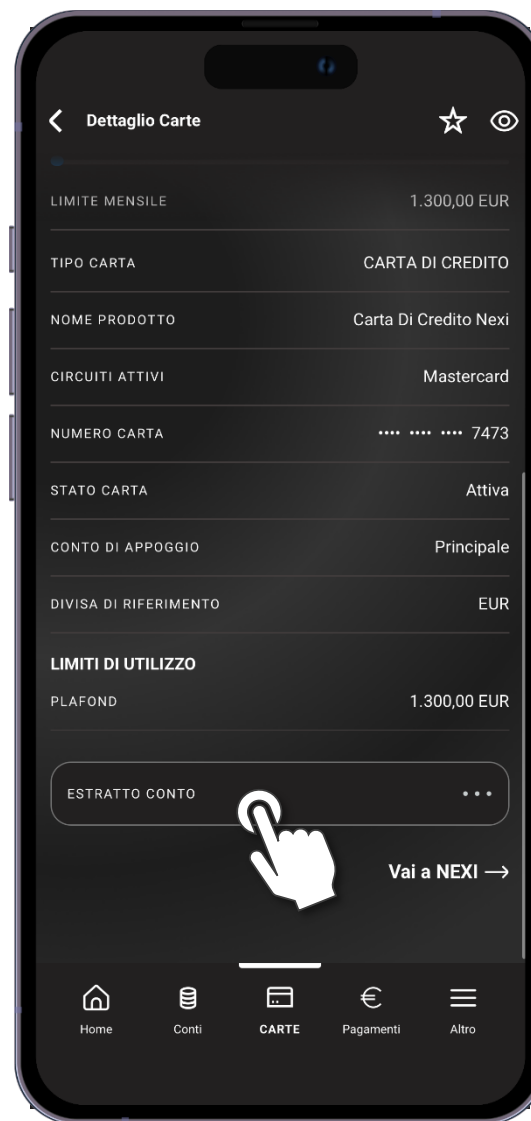 Dettaglio Carte
LIMITE MENSILE 1.300,00 EUR
TIPO CARTA CARTA DI CREDITO
NOME PRODOTTO Carta Di Credito Nexi
CIRCUITI ATTIVI Mastercard
NUMERO CARTA •••• •••• •••• 7473
STATO CARTA Attiva
CONTO DI APPOGGIO Principale
DIVISA DI RIFERIMENTO EUR
LIMITI DI UTILIZZO
PLAFOND 1.300,00 EUR
ESTRATTO CONTO •••
Vai a NEXI →
Home Conti CARTE Pagamenti Altro